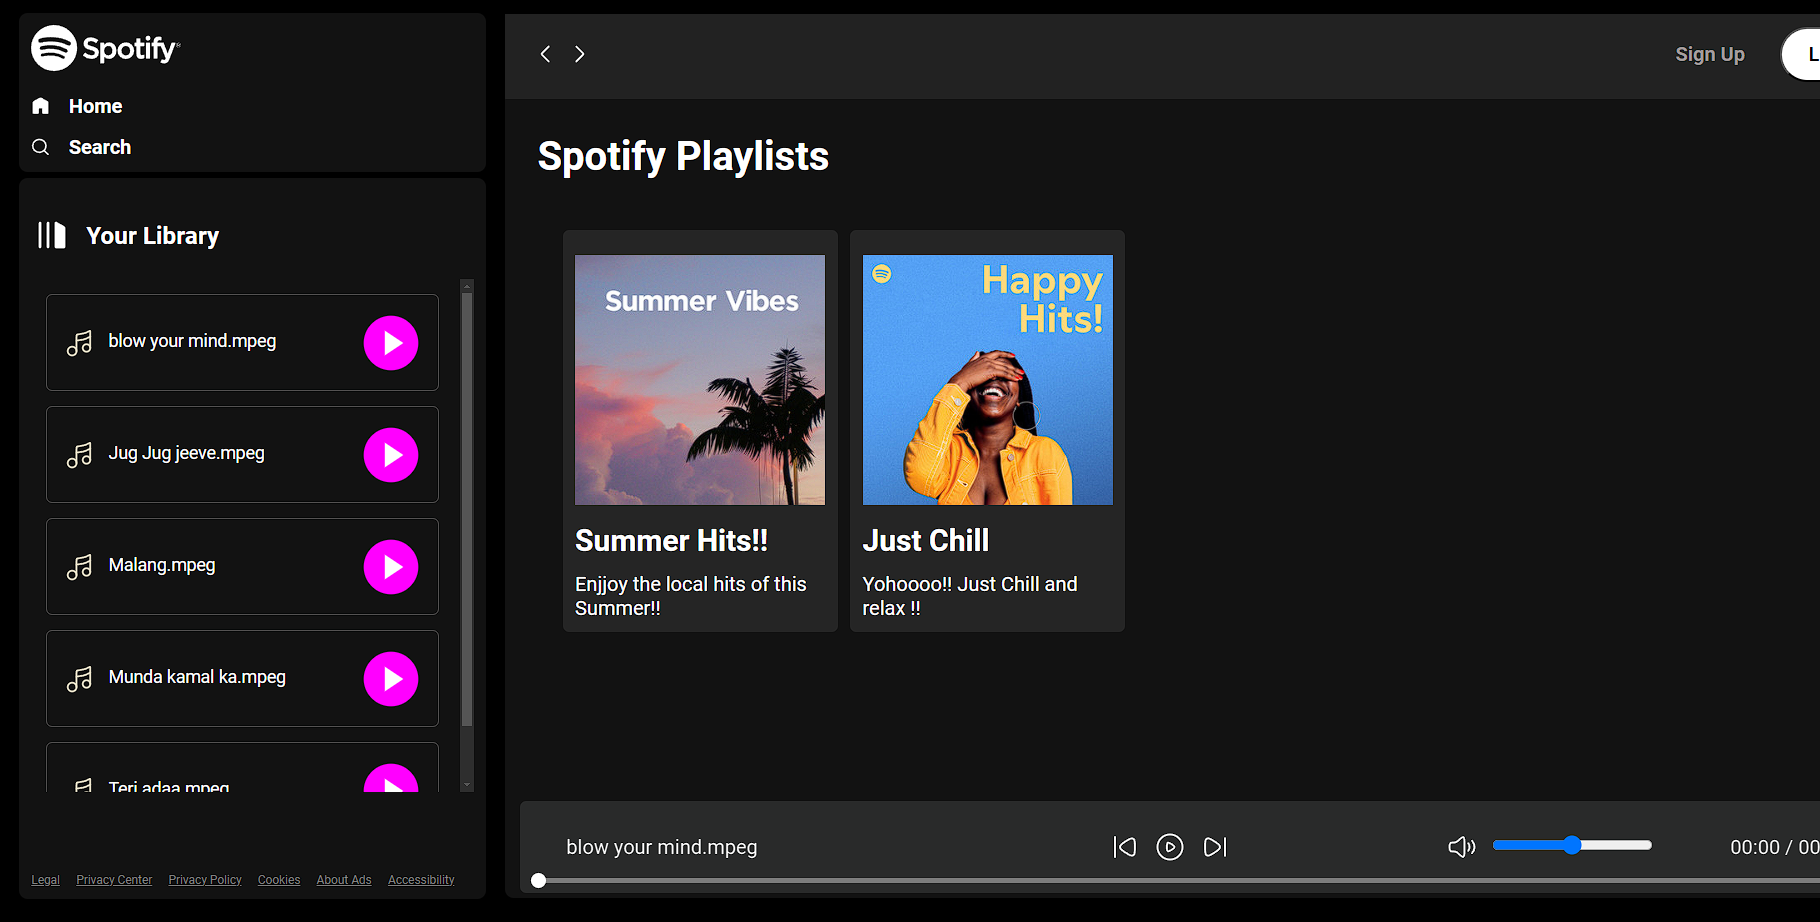 Spotify
Home
Search
Your Library
blow your mind.mpeg
Jug Jug jeeve.mpeg
Malang.mpeg
Munda kamal ka.mpeg
Teri adaa.mpeg
Legal Privacy Center Privacy Policy Cookies About Ads Accessibility
Sign Up L
Spotify Playlists
Summer Vibes
Summer Hits!!
Enjjoy the local hits of this
Summer!!
Happy
Hits!
Just Chill
Yohoooo!! Just Chill and
relax !!
blow your mind.mpeg
00:00 / 00